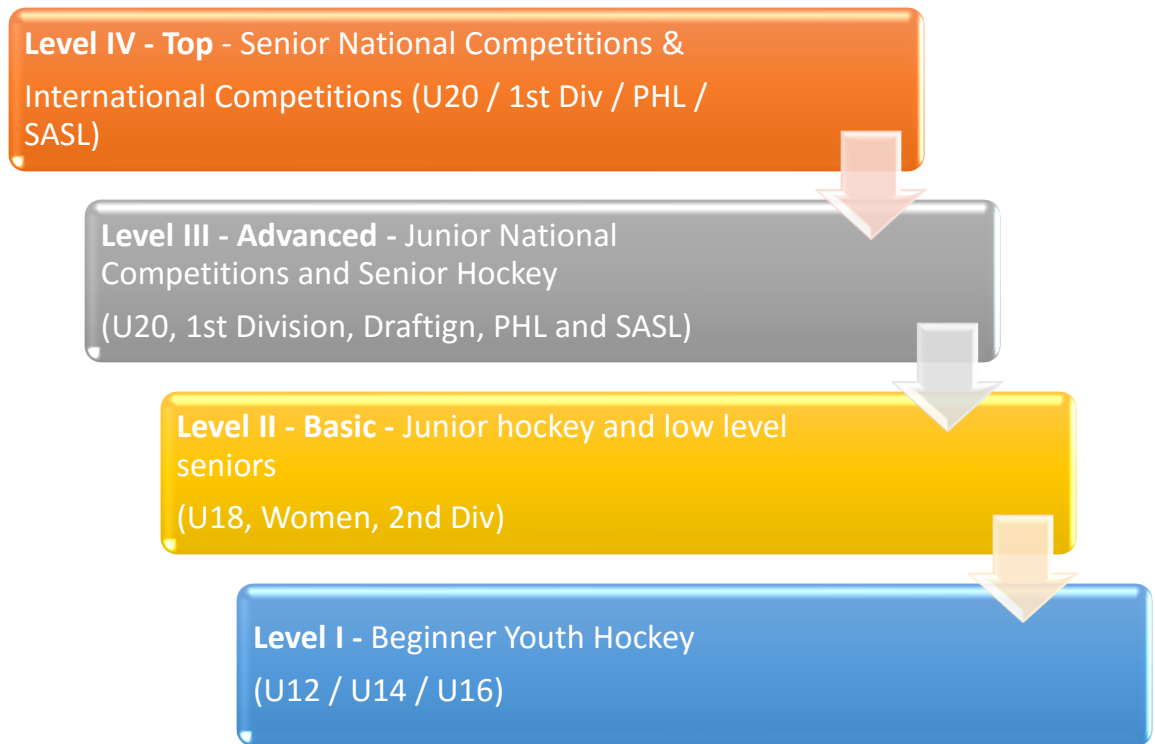 Level IV - Top - Senior National Competitions &
International Competitions (U20 / 1st Div / PHL /
SASL)
Level III - Advanced - Junior National
Competitions and Senior Hockey
(U20, 1st Division, Draftign, PHL and SASL)
Level II - Basic - Junior hockey and low level
seniors
(U18, Women, 2nd Div)
Level I - Beginner Youth Hockey
(U12 / U14 / U16)